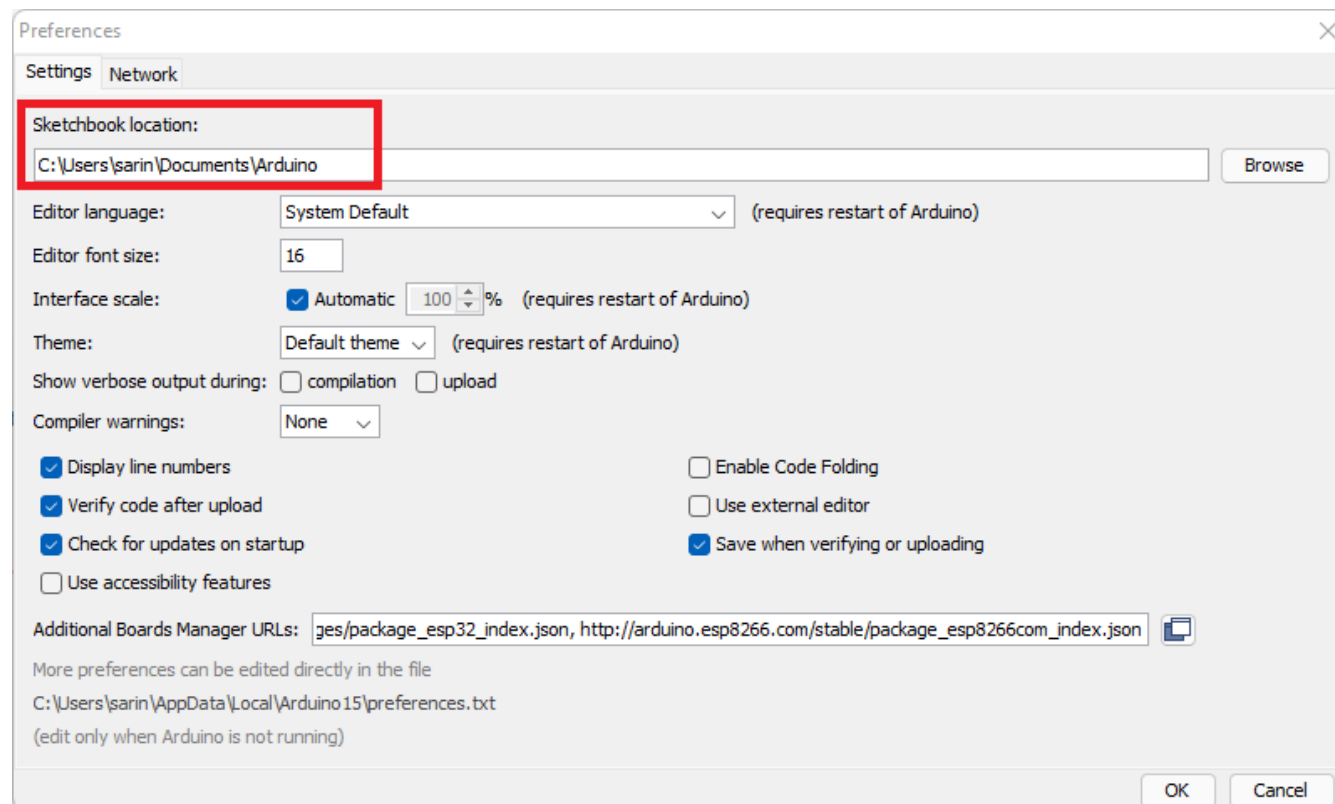 Preferences
Settings Network
Sketchbook location:
C:\Users\sarin\Documents\Arduino Browse
Editor language: System Default (requires restart of Arduino)
Editor font size: 16
Interface scale: Automatic 100 % (requires restart of Arduino)
Theme: Default theme (requires restart of Arduino)
Show verbose output during: compilation upload
Compiler warnings: None
Display line numbers Enable Code Folding
Verify code after upload Use external editor
Check for updates on startup Save when verifying or uploading
Use accessibility features
Additional Boards Manager URLs: ges/package_esp32_index.json, http://arduino.esp8266.com/stable/package_esp8266com_index.json
More preferences can be edited directly in the file
C:\Users\sarin\AppData\Local\Arduino15\preferences.txt
(edit only when Arduino is not running)
OK Cancel